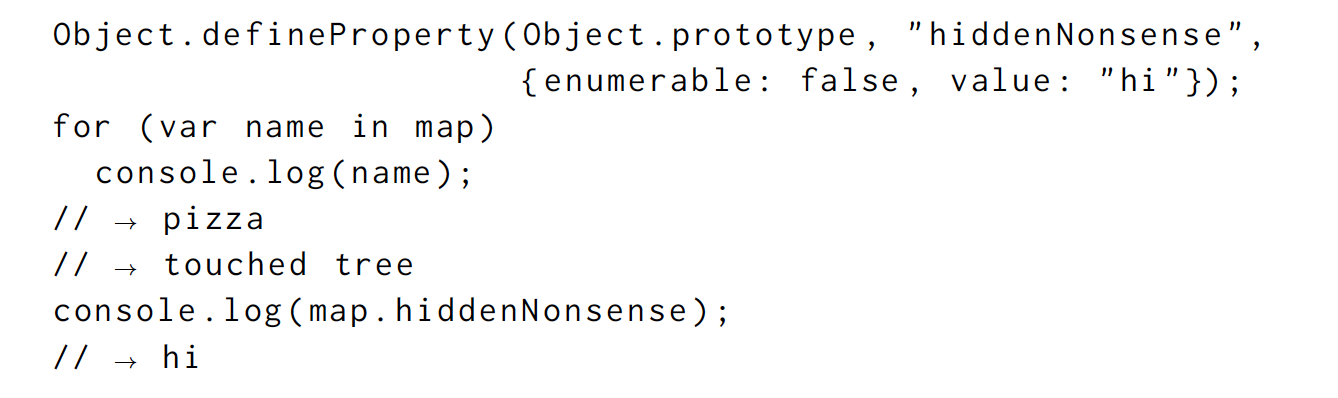 Object.defineProperty(Object.prototype, "hiddenNonsense",
                      {enumerable: false, value: "hi"});
for (var name in map)
  console.log(name);
// → pizza
// → touched tree
console.log(map.hiddenNonsense);
// → hi